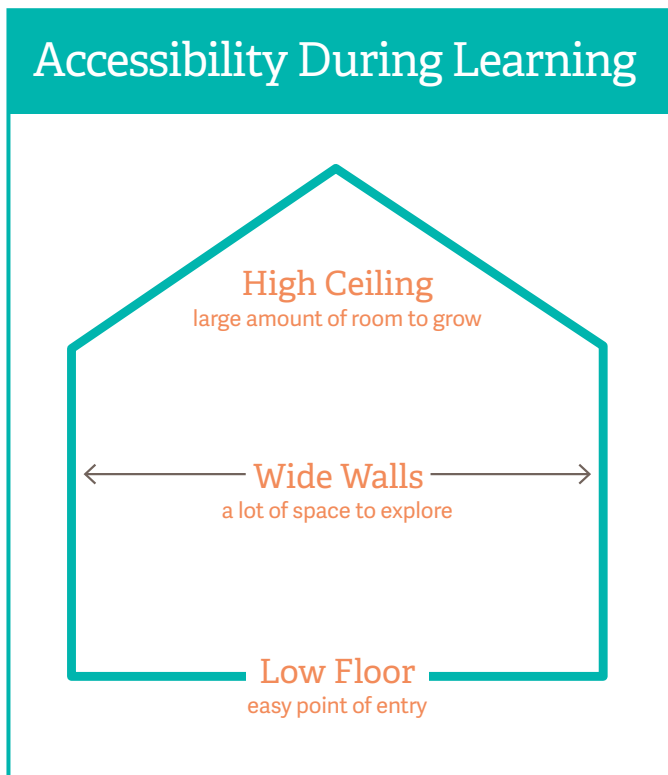 Accessibility During Learning
High Ceiling
large amount of room to grow
Wide Walls
a lot of space to explore
Low Floor
easy point of entry